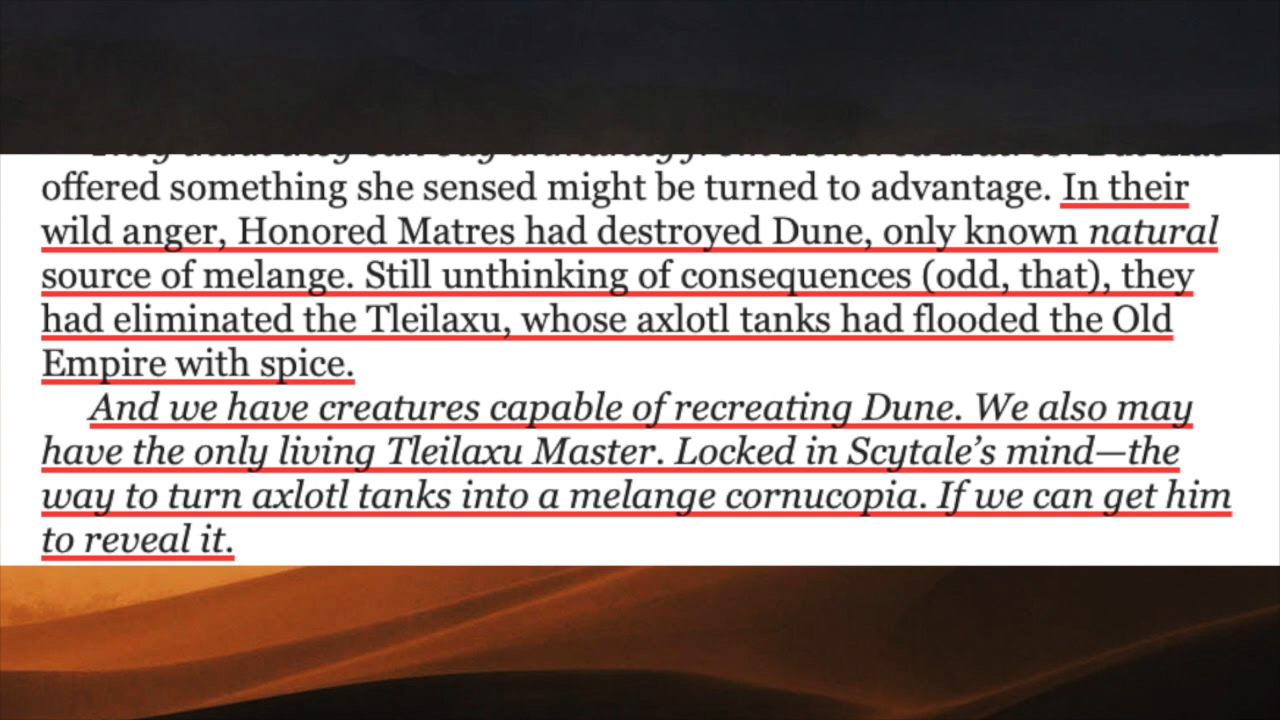 offered something she sensed might be turned to advantage. In their
wild anger, Honored Matres had destroyed Dune, only known natural
source of melange. Still unthinking of consequences (odd, that), they
had eliminated the Tleilaxu, whose axlotl tanks had flooded the Old
Empire with spice.
And we have creatures capable of recreating Dune. We also may
have the only living Tleilaxu Master. Locked in Scytale’s mind—the
way to turn axlotl tanks into a melange cornucopia. If we can get him
to reveal it.